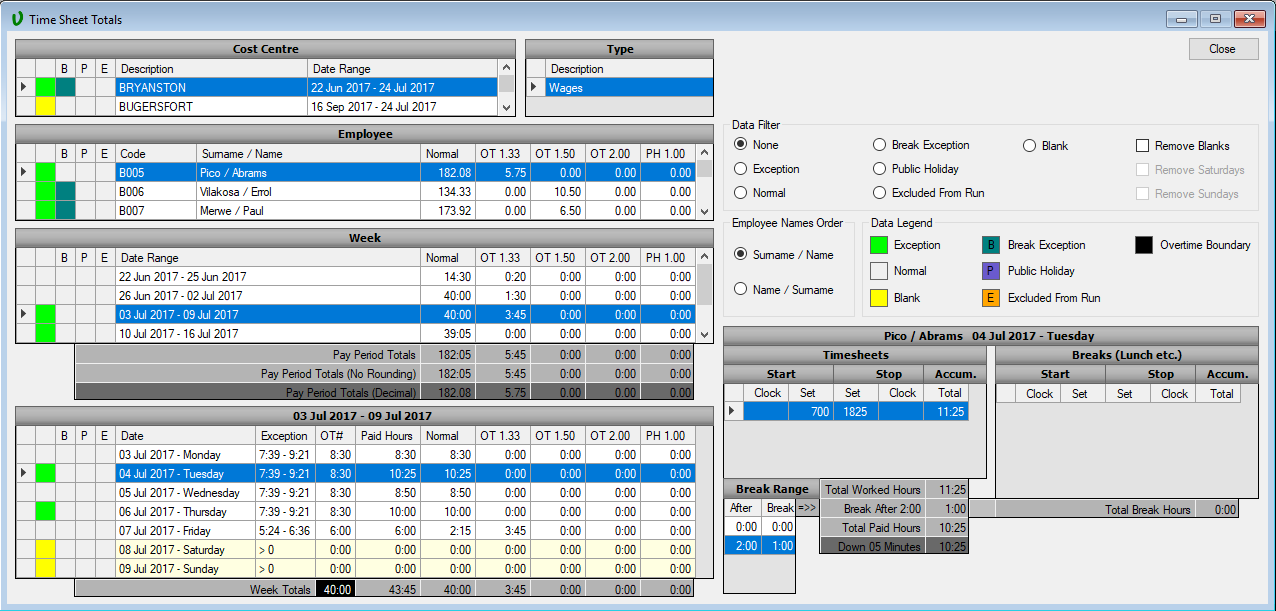 Time Sheet Totals
Close
Cost Centre
B P E Description Date Range
BRYANSTON 22 Jun 2017 - 24 Jul 2017
BUGERSFORT 16 Sep 2017 - 24 Jul 2017
Type
Description
Wages
Employee
B P E Code Surname / Name Normal OT 1.33 OT 1.50 OT 2.00 PH 1.00
B005 Pico / Abrams 182.08 5.75 0.00 0.00 0.00
B006 Vilakosa / Errol 134.33 0.00 10.50 0.00 0.00
B007 Merwe / Paul 173.92 0.00 6.50 0.00 0.00
Week
B P E Date Range Normal OT 1.33 OT 1.50 OT 2.00 PH 1.00
22 Jun 2017 - 25 Jun 2017 14:30 0:20 0:00 0:00 0:00
26 Jun 2017 - 02 Jul 2017 40:00 1:30 0:00 0:00 0:00
03 Jul 2017 - 09 Jul 2017 40:00 3:45 0:00 0:00 0:00
10 Jul 2017 - 16 Jul 2017 39:05 0:00 0:00 0:00 0:00
Pay Period Totals 182:05 5:45 0:00 0:00 0:00
Pay Period Totals (No Rounding) 182:05 5:45 0:00 0:00 0:00
Pay Period Totals (Decimal) 182.08 5.75 0.00 0.00 0.00
03 Jul 2017 - 09 Jul 2017
B P E Date Exception OT# Paid Hours Normal OT 1.33 OT 1.50 OT 2.00 PH 1.00
03 Jul 2017 - Monday 7:39 - 9:21 8:30 8:30 8:30 0:00 0:00 0:00 0:00
04 Jul 2017 - Tuesday 7:39 - 9:21 8:30 10:25 10:25 0:00 0:00 0:00 0:00
05 Jul 2017 - Wednesday 7:39 - 9:21 8:30 8:50 8:50 0:00 0:00 0:00 0:00
06 Jul 2017 - Thursday 7:39 - 9:21 8:30 10:00 10:00 0:00 0:00 0:00 0:00
07 Jul 2017 - Friday 5:24 - 6:36 6:00 6:00 2:15 3:45 0:00 0:00 0:00
08 Jul 2017 - Saturday > 0 0:00 0:00 0:00 0:00 0:00 0:00 0:00
09 Jul 2017 - Sunday > 0 0:00 0:00 0:00 0:00 0:00 0:00 0:00
Week Totals 40:00 43:45 40:00 3:45 0:00 0:00 0:00
Data Filter
None Break Exception Blank Remove Blanks
Exception Public Holiday Remove Saturdays
Normal Excluded From Run Remove Sundays
Employee Names Order
Surname / Name
Name / Surname
Data Legend
Exception B Break Exception Overtime Boundary
Normal P Public Holiday
Blank E Excluded From Run
Pico / Abrams 04 Jul 2017 - Tuesday
Timesheets
Start Stop Accum.
Clock Set Set Clock Total
700 1825 11:25
Breaks (Lunch etc.)
Start Stop Accum.
Clock Set Set Clock Total
Break Range
After Break =>>
0:00 0:00
2:00 1:00
Total Worked Hours 11:25
Break After 2:00 1:00
Total Paid Hours 10:25
Down 05 Minutes 10:25
Total Break Hours 0:00